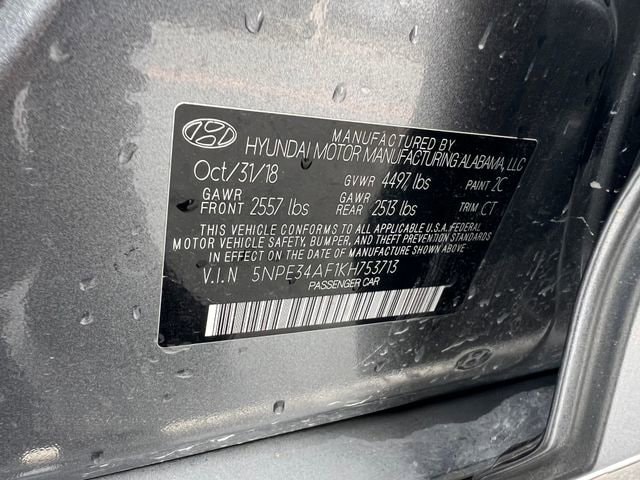 MANUFACTURED BY
HYUNDAI MOTOR MANUFACTURING ALABAMA, LLC
Oct/31/18 GVWR 4497 lbs PAINT 2C
GAWR FRONT 2557 lbs GAWR REAR 2513 lbs TRIM CT
THIS VEHICLE CONFORMS TO ALL APPLICABLE U.S.A. FEDERAL
MOTOR VEHICLE SAFETY, BUMPER, AND THEFT PREVENTION STANDARDS
IN EFFECT ON THE DATE OF MANUFACTURE SHOWN ABOVE
V.I.N 5NPE34AF1KH753713
PASSENGER CAR